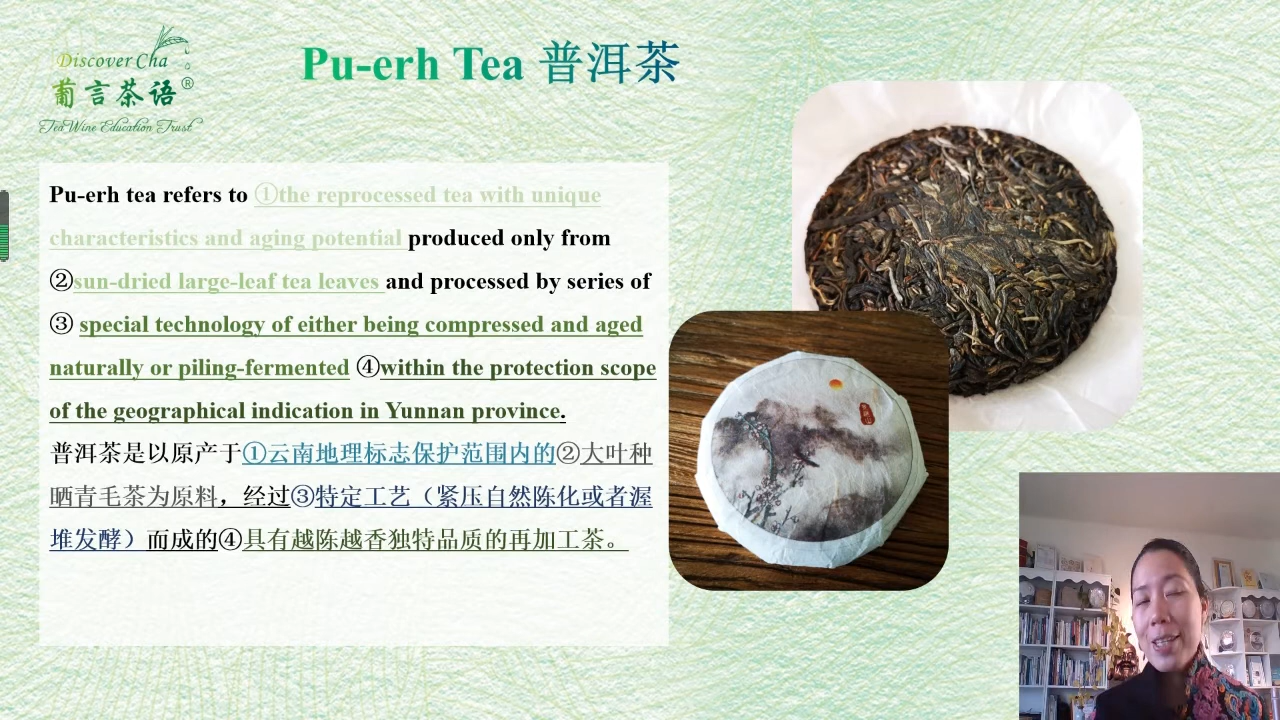 Discover Cha
葡言茶语®
TeaWine Education Trust
Pu-erh Tea 普洱茶
Pu-erh tea refers to ①the reprocessed tea with unique
characteristics and aging potential produced only from
②sun-dried large-leaf tea leaves and processed by series of
③ special technology of either being compressed and aged
naturally or piling-fermented ④within the protection scope
of the geographical indication in Yunnan province.
普洱茶是以原产于①云南地理标志保护范围内的②大叶种
晒青毛茶为原料，经过③特定工艺（紧压自然陈化或者渥
堆发酵）而成的④具有越陈越香独特品质的再加工茶。